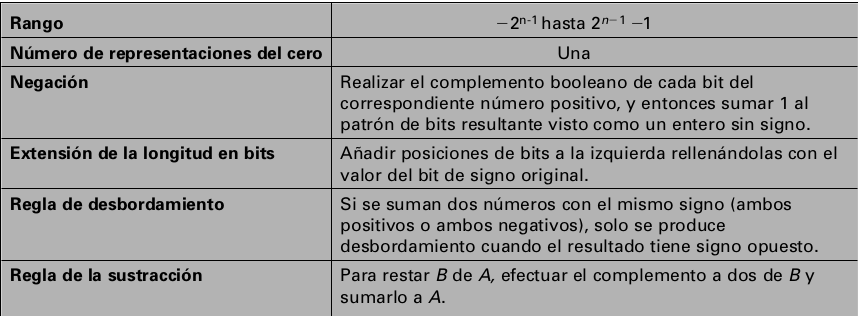 Rango −2ⁿ⁻¹ hasta 2ⁿ⁻¹ −1
Número de representaciones del cero Una
Negación Realizar el complemento booleano de cada bit del
correspondiente número positivo, y entonces sumar 1 al
patrón de bits resultante visto como un entero sin signo.
Extensión de la longitud en bits Añadir posiciones de bits a la izquierda rellenándolas con el
valor del bit de signo original.
Regla de desbordamiento Si se suman dos números con el mismo signo (ambos
positivos o ambos negativos), solo se produce
desbordamiento cuando el resultado tiene signo opuesto.
Regla de la sustracción Para restar B de A, efectuar el complemento a dos de B y
sumarlo a A.